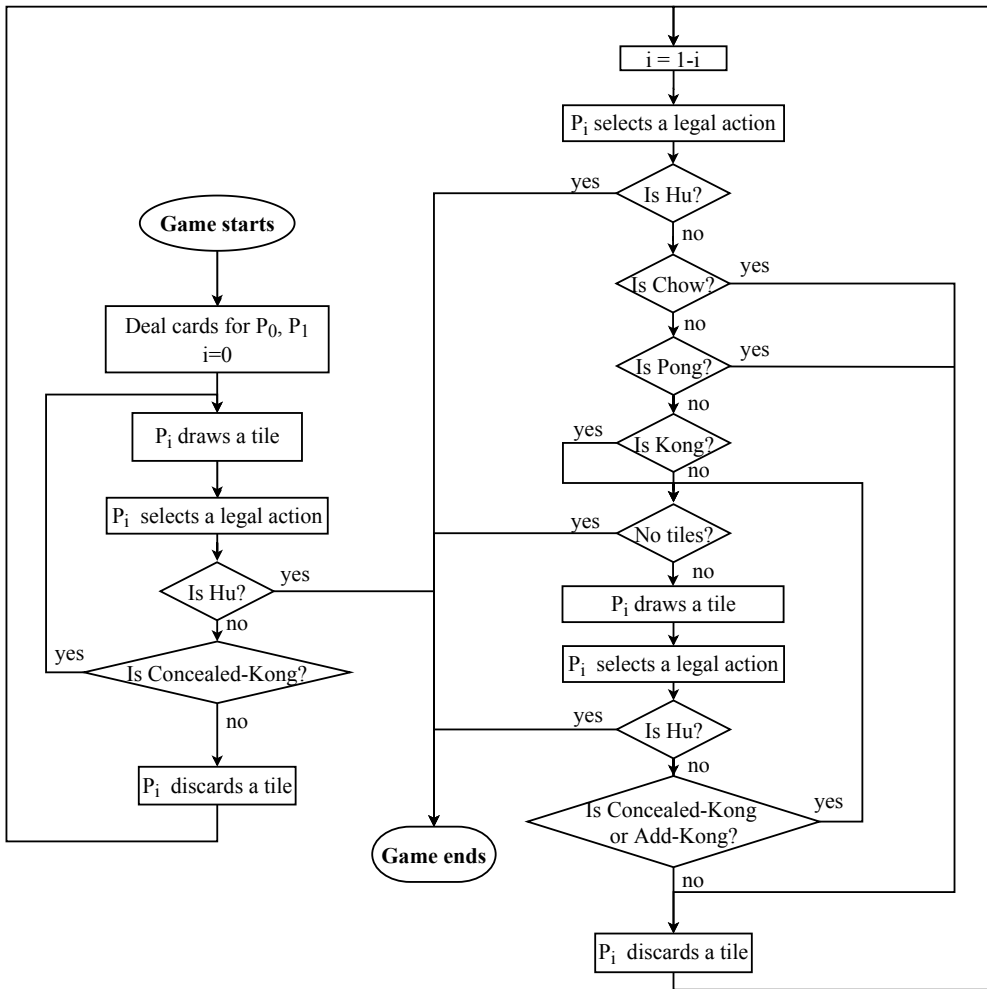 Game starts
Deal cards for P0, P1
i=0
Pi draws a tile
Pi selects a legal action
Is Hu?
yes
no
Is Concealed-Kong?
yes
no
Pi discards a tile
i = 1-i
Pi selects a legal action
Is Hu?
yes
no
Is Chow?
yes
no
Is Pong?
yes
no
Is Kong?
yes
no
No tiles?
yes
no
Pi draws a tile
Pi selects a legal action
Is Hu?
yes
no
Is Concealed-Kong
or Add-Kong?
yes
no
Pi discards a tile
Game ends